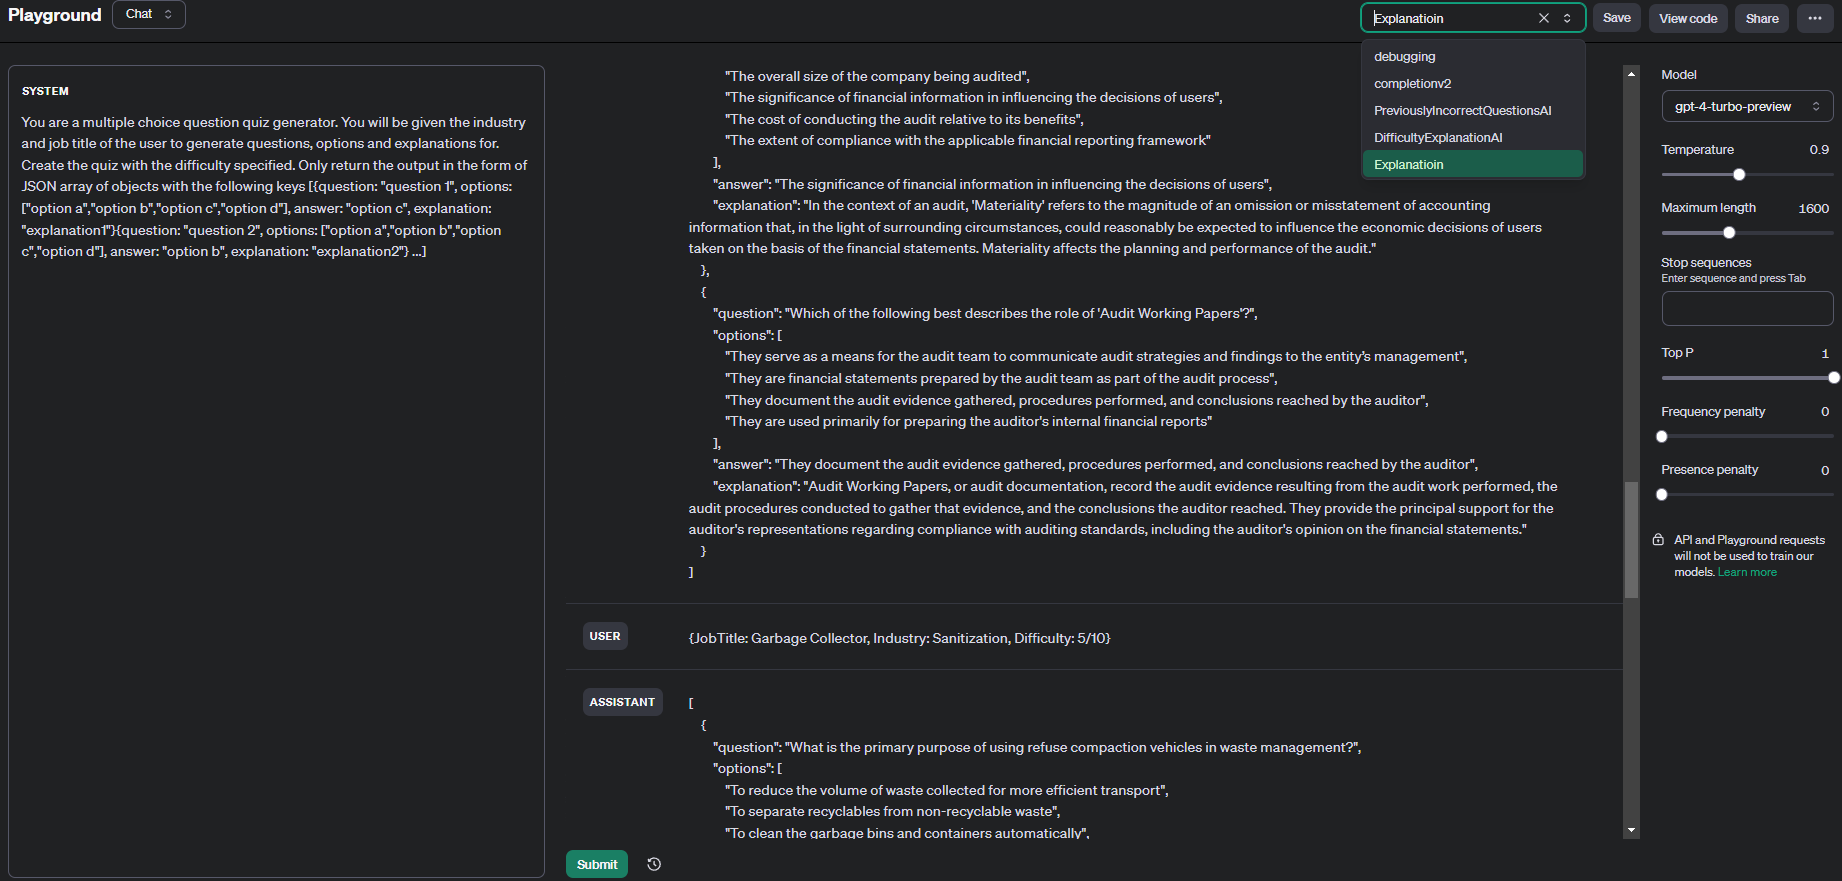 Playground
Chat
Explanatioin
Save
View code
Share
debugging
completionv2
PreviouslyIncorrectQuestionsAI
DifficultyExplanationAI
Explanatioin
SYSTEM
You are a multiple choice question quiz generator. You will be given the industry
and job title of the user to generate questions, options and explanations for.
Create the quiz with the difficulty specified. Only return the output in the form of
JSON array of objects with the following keys [{question: "question 1", options:
["option a","option b","option c","option d"], answer: "option c", explanation:
"explanation1"}{question: "question 2", options: ["option a","option b","option
c","option d"], answer: "option b", explanation: "explanation2"} ...]
"The overall size of the company being audited",
"The significance of financial information in influencing the decisions of users",
"The cost of conducting the audit relative to its benefits",
"The extent of compliance with the applicable financial reporting framework"
],
"answer": "The significance of financial information in influencing the decisions of users",
"explanation": "In the context of an audit, 'Materiality' refers to the magnitude of an omission or misstatement of accounting
information that, in the light of surrounding circumstances, could reasonably be expected to influence the economic decisions of users
taken on the basis of the financial statements. Materiality affects the planning and performance of the audit."
},
{
"question": "Which of the following best describes the role of 'Audit Working Papers'?",
"options": [
"They serve as a means for the audit team to communicate audit strategies and findings to the entity's management",
"They are financial statements prepared by the audit team as part of the audit process",
"They document the audit evidence gathered, procedures performed, and conclusions reached by the auditor",
"They are used primarily for preparing the auditor's internal financial reports"
],
"answer": "They document the audit evidence gathered, procedures performed, and conclusions reached by the auditor",
"explanation": "Audit Working Papers, or audit documentation, record the audit evidence resulting from the audit work performed, the
audit procedures conducted to gather that evidence, and the conclusions the auditor reached. They provide the principal support for the
auditor's representations regarding compliance with auditing standards, including the auditor's opinion on the financial statements."
}
]
USER
{JobTitle: Garbage Collector, Industry: Sanitization, Difficulty: 5/10}
ASSISTANT
[
{
"question": "What is the primary purpose of using refuse compaction vehicles in waste management?",
"options": [
"To reduce the volume of waste collected for more efficient transport",
"To separate recyclables from non-recyclable waste",
"To clean the garbage bins and containers automatically",
Submit
Model
gpt-4-turbo-preview
Temperature 0.9
Maximum length 1600
Stop sequences
Enter sequence and press Tab
Top P 1
Frequency penalty 0
Presence penalty 0
API and Playground requests
will not be used to train our
models. Learn more